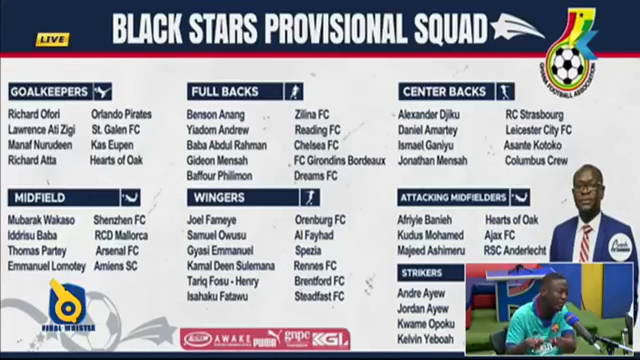 BLACK STARS PROVISIONAL SQUAD
LIVE
GHANA FOOTBALL ASSOCIATION
GOALKEEPERS
Richard Ofori Orlando Pirates
Lawrence Ati Zigi St. Galen FC
Manaf Nurudeen Kas Eupen
Richard Atta Hearts of Oak
FULL BACKS
Benson Anang Zilina FC
Yiadom Andrew Reading FC
Baba Abdul Rahman Chelsea FC
Gideon Mensah FC Girondins Bordeaux
Baffour Philimon Dreams FC
CENTER BACKS
Alexander Djiku RC Strasbourg
Daniel Amartey Leicester City FC
Ismael Ganiyu Asante Kotoko
Jonathan Mensah Columbus Crew
MIDFIELD
Mubarak Wakaso Shenzhen FC
Iddrisu Baba RCD Mallorca
Thomas Partey Arsenal FC
Emmanuel Lomotey Amiens SC
WINGERS
Joel Fameye Orenburg FC
Samuel Owusu Al Fayhad
Gyasi Emmanuel Spezia
Kamal Deen Sulemana Rennes FC
Tariq Fosu - Henry Brentford FC
Isahaku Fatawu Steadfast FC
ATTACKING MIDFIELDERS
Afriyie Banieh Hearts of Oak
Kudus Mohamed Ajax FC
Majeed Ashimeru RSC Anderlecht
STRIKERS
Andre Ayew
Jordan Ayew
Kwame Opoku
Kelvin Yeboah
FINAL WHISTLE
AWAKE PUMA gnpc KGL